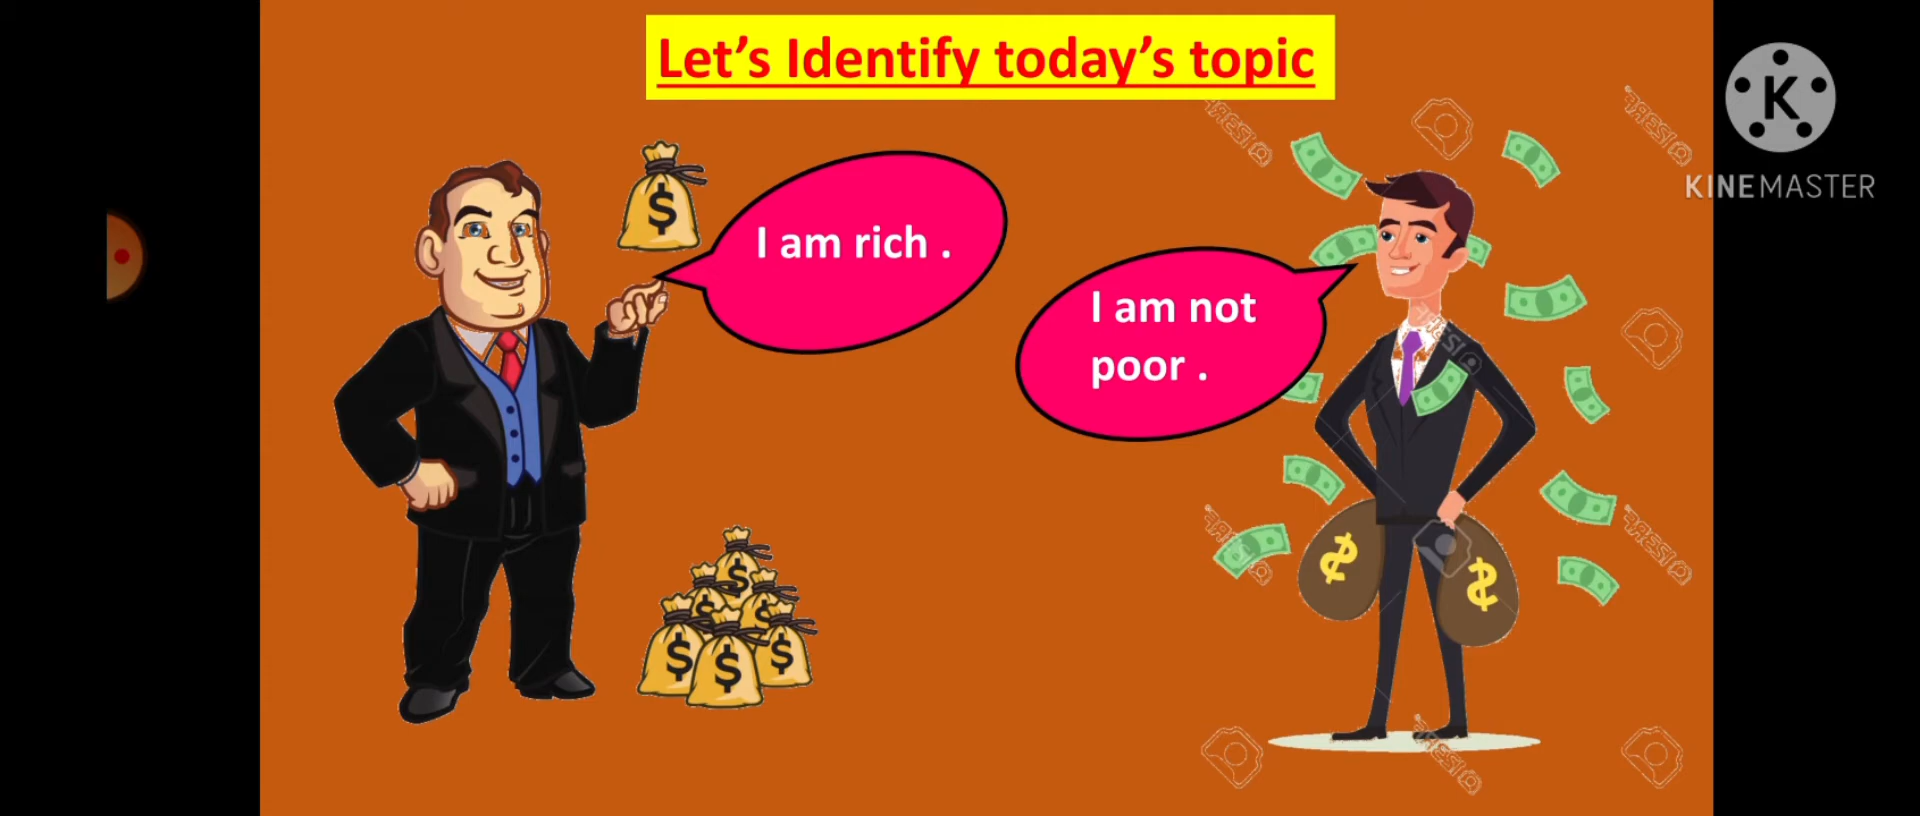 Let's Identify today's topic
I am rich .
I am not
poor .
KINEMASTER